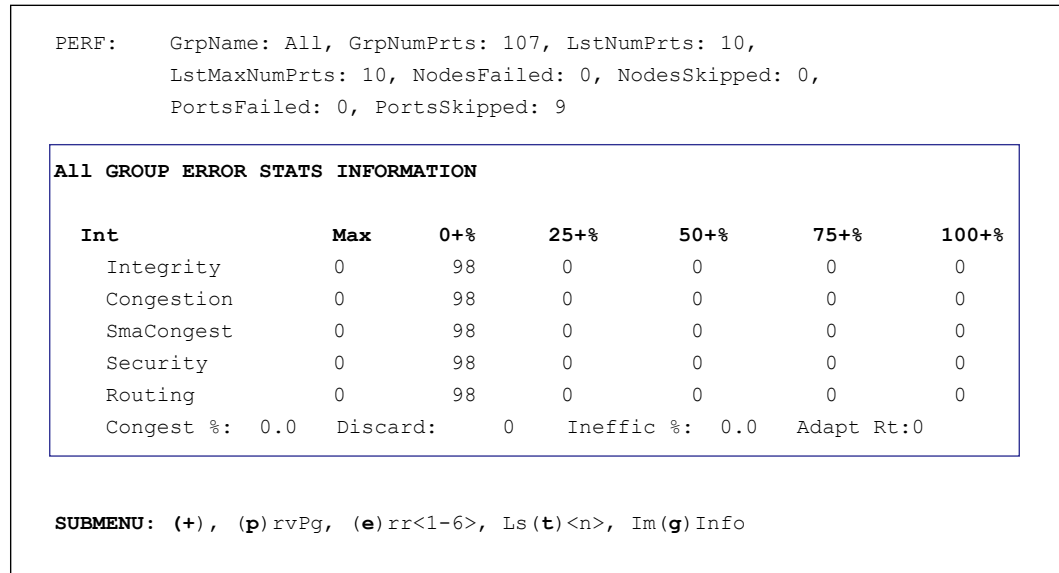 PERF: GrpName: All, GrpNumPrts: 107, LstNumPrts: 10,
LstMaxNumPrts: 10, NodesFailed: 0, NodesSkipped: 0,
PortsFailed: 0, PortsSkipped: 9
All GROUP ERROR STATS INFORMATION
Int Max 0+% 25+% 50+% 75+% 100+%
Integrity 0 98 0 0 0 0
Congestion 0 98 0 0 0 0
SmaCongest 0 98 0 0 0 0
Security 0 98 0 0 0 0
Routing 0 98 0 0 0 0
Congest %: 0.0 Discard: 0 Ineffic %: 0.0 Adapt Rt:0
SUBMENU: (+), (p)rvPg, (e)rr<1-6>, Ls(t)<n>, Im(g)Info